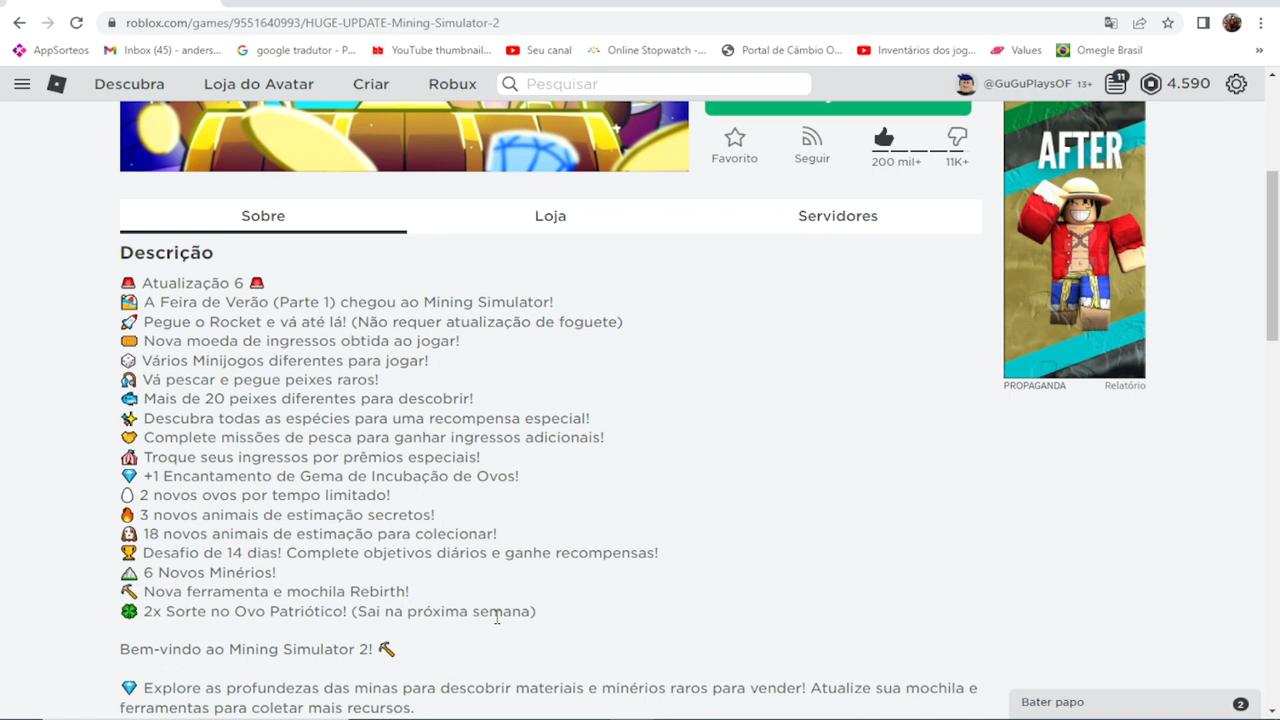 roblox.com/games/9551640993/HUGE-UPDATE-Mining-Simulator-2
AppSorteos Inbox (45) - anders... google tradutor - P... YouTube thumbnail... Seu canal Online Stopwatch -... Portal de Câmbio O... Inventários dos jog... Values Omegle Brasil »
Descubra Loja do Avatar Criar Robux Pesquisar @GuGuPlaysOF 13+ 11 4.590
Favorito Seguir 200 mil+ 11K+
AFTER
Sobre Loja Servidores
Descrição
🚨 Atualização 6 🚨
🏖️ A Feira de Verão (Parte 1) chegou ao Mining Simulator!
🚀 Pegue o Rocket e vá até lá! (Não requer atualização de foguete)
🎟️ Nova moeda de ingressos obtida ao jogar!
🎲 Vários Minijogos diferentes para jogar!
🎣 Vá pescar e pegue peixes raros!
🐟 Mais de 20 peixes diferentes para descobrir!
✨ Descubra todas as espécies para uma recompensa especial!
Complete missões de pesca para ganhar ingressos adicionais!
🎪 Troque seus ingressos por prêmios especiais!
💎 +1 Encantamento de Gema de Incubação de Ovos!
🥚 2 novos ovos por tempo limitado!
🔥 3 novos animais de estimação secretos!
🐶 18 novos animais de estimação para colecionar!
🏆 Desafio de 14 dias! Complete objetivos diários e ganhe recompensas!
⛰️ 6 Novos Minérios!
🔨 Nova ferramenta e mochila Rebirth!
🍀 2x Sorte no Ovo Patriótico! (Sai na próxima semana)
Bem-vindo ao Mining Simulator 2! 🔨
💎 Explore as profundezas das minas para descobrir materiais e minérios raros para vender! Atualize sua mochila e
ferramentas para coletar mais recursos.
PROPAGANDA Relatório
Bater papo 2